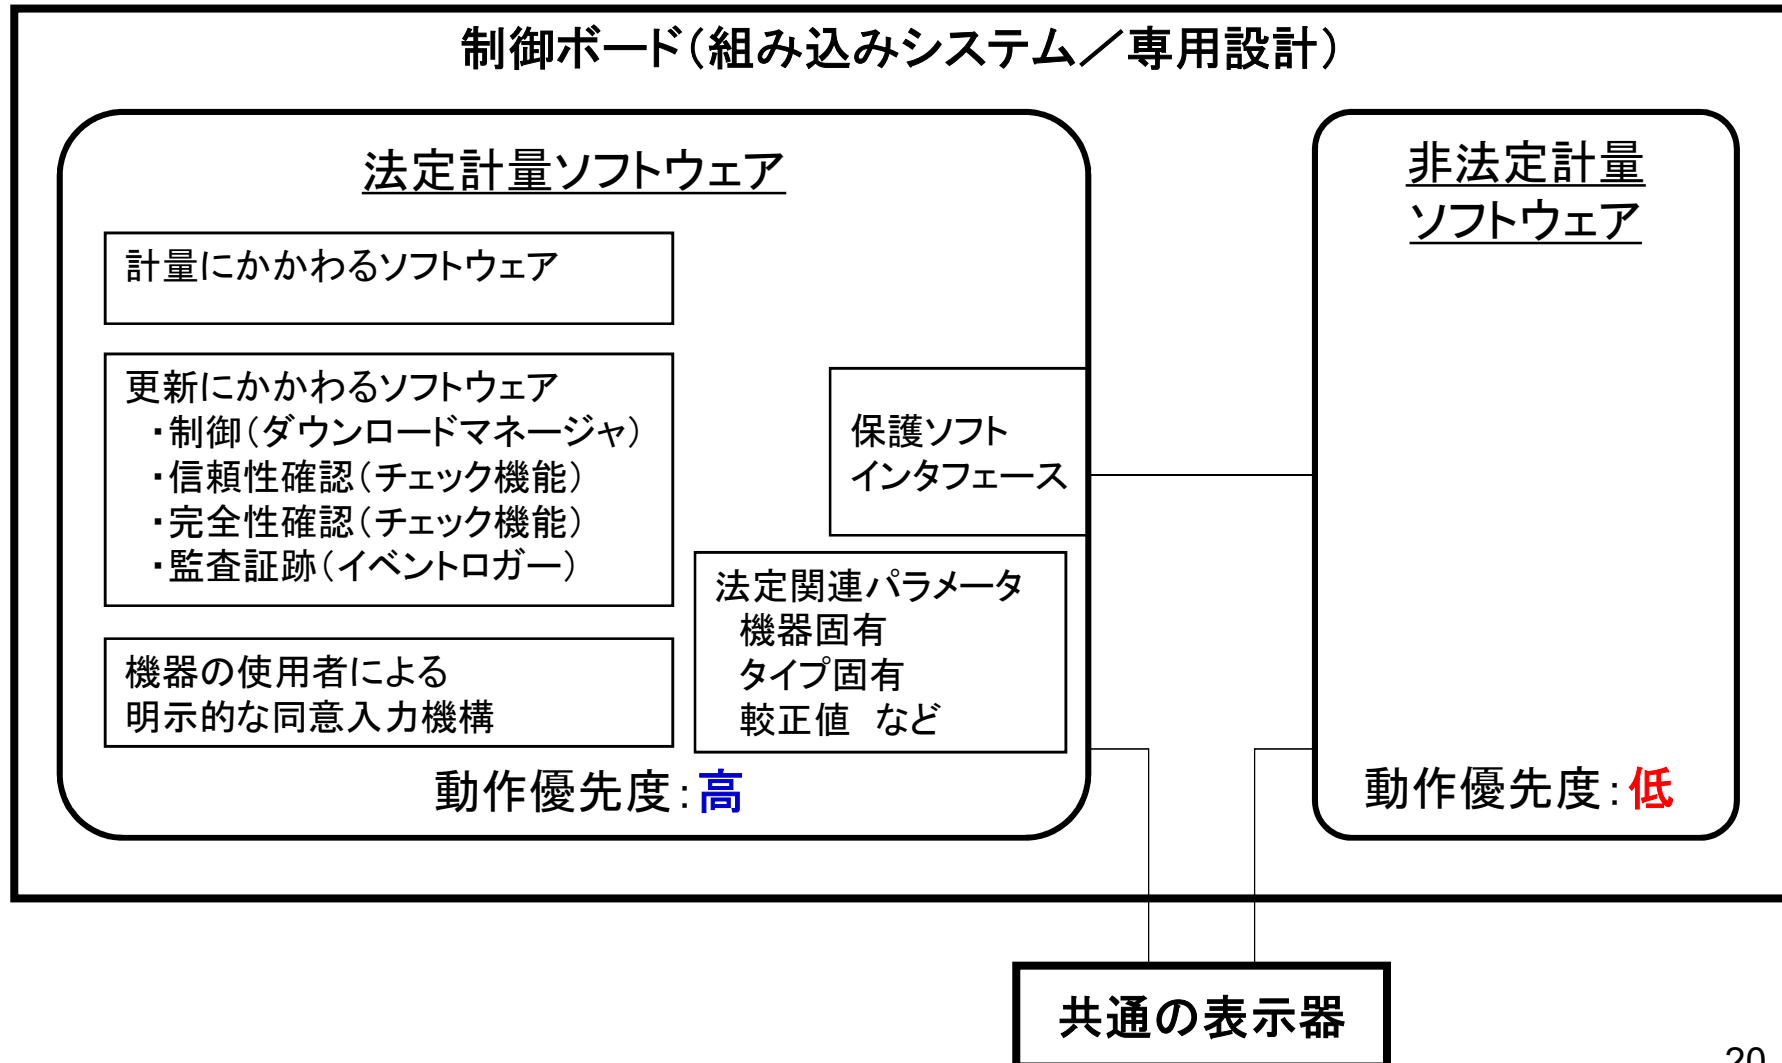 制御ボード（組み込みシステム／専用設計）
法定計量ソフトウェア
計量にかかわるソフトウェア
更新にかかわるソフトウェア
・制御（ダウンロードマネージャ）
・信頼性確認（チェック機能）
・完全性確認（チェック機能）
・監査証跡（イベントロガー）
機器の使用者による
明示的な同意入力機構
保護ソフト
インタフェース
法定関連パラメータ
機器固有
タイプ固有
較正値　など
動作優先度：高
非法定計量
ソフトウェア
動作優先度：低
共通の表示器
20